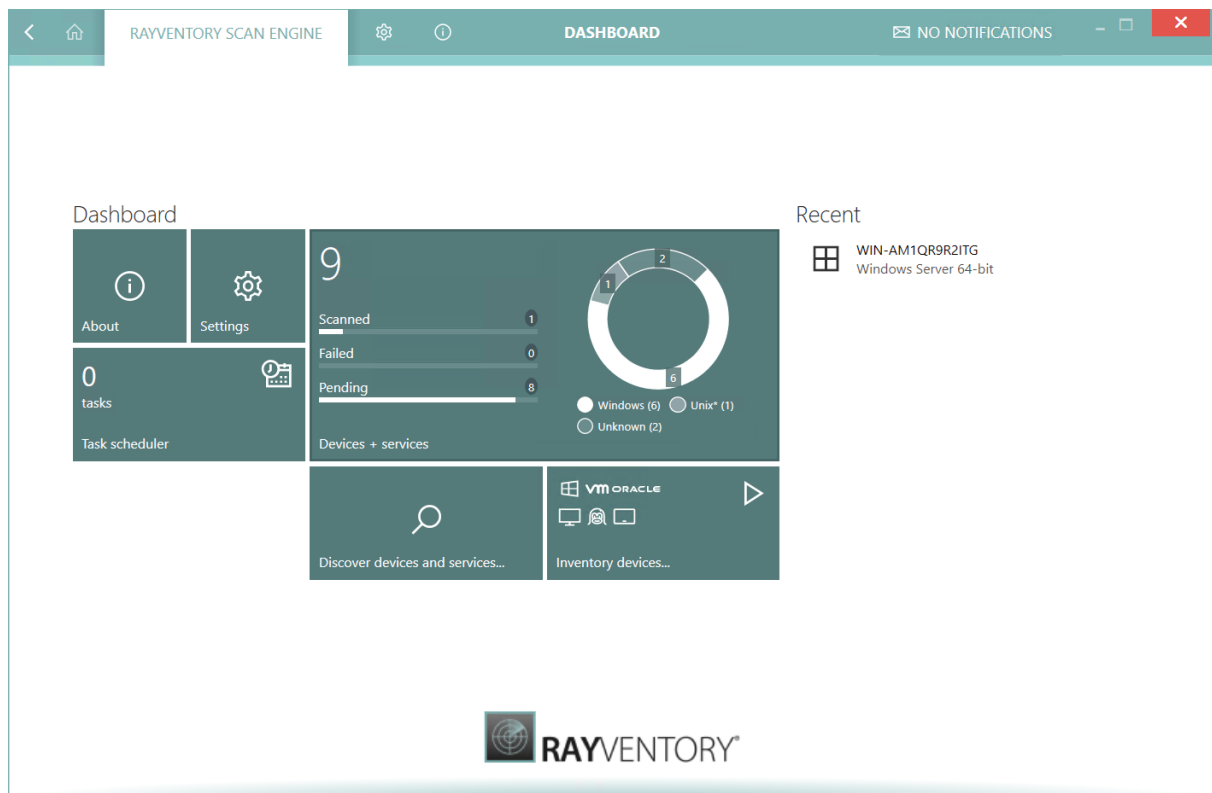 RAYVENTORY SCAN ENGINE
DASHBOARD
NO NOTIFICATIONS
Dashboard
About
Settings
0
tasks
Task scheduler
9
Scanned 1
Failed 0
Pending 8
Devices + services
2
1
6
Windows (6) Unix* (1)
Unknown (2)
Discover devices and services...
vm ORACLE
Inventory devices...
Recent
WIN-AM1QR9R2ITG
Windows Server 64-bit
RAYVENTORY®